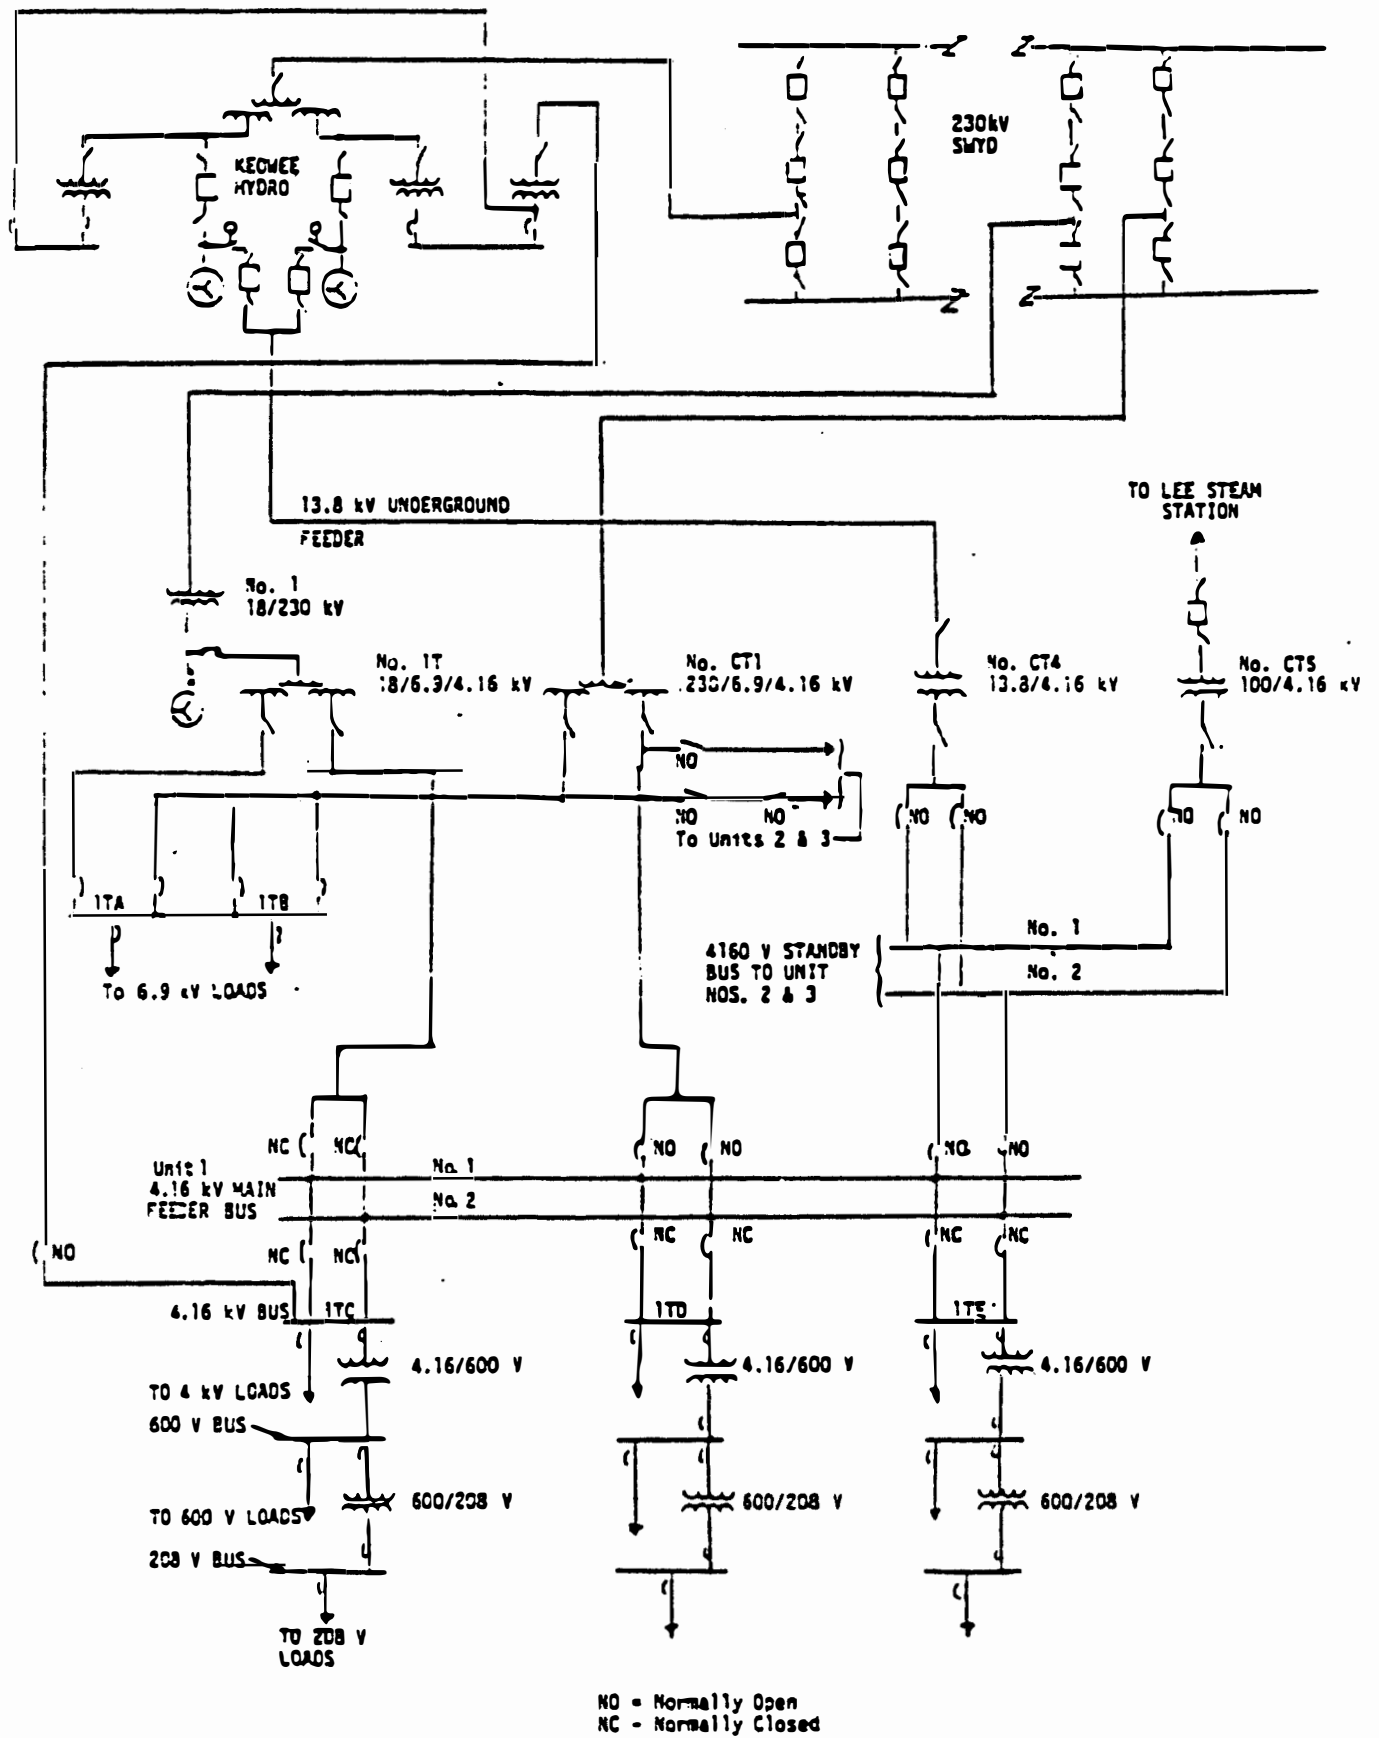 KEOWEE
HYDRO
230kV
SWYD
13.8 kV UNDERGROUND
FEEDER
TO LEE STEAM
STATION
No. 1
18/230 kV
No. 1T
18/6.9/4.16 kV
No. CT1
230/6.9/4.16 kV
No. CT4
13.8/4.16 kV
No. CT5
100/4.16 kV
NO
NO
NO
To Units 2 & 3
NO
NO
NO
NO
1TA
1TB
To 6.9 kV LOADS
4160 V STANDBY
BUS TO UNIT
NOS. 2 & 3
No. 1
No. 2
NC
NC
NO
NO
NO
NO
Unit 1
4.16 kV MAIN
FEEDER BUS
No. 1
No. 2
NO
NC
NC
NC
NC
NC
NC
4.16 kV BUS
1TC
1TD
1TE
4.16/600 V
4.16/600 V
4.16/600 V
TO 4 kV LOADS
600 V BUS
TO 600 V LOADS
600/208 V
600/208 V
600/208 V
208 V BUS
TO 208 V
LOADS
NO = Normally Open
NC - Normally Closed